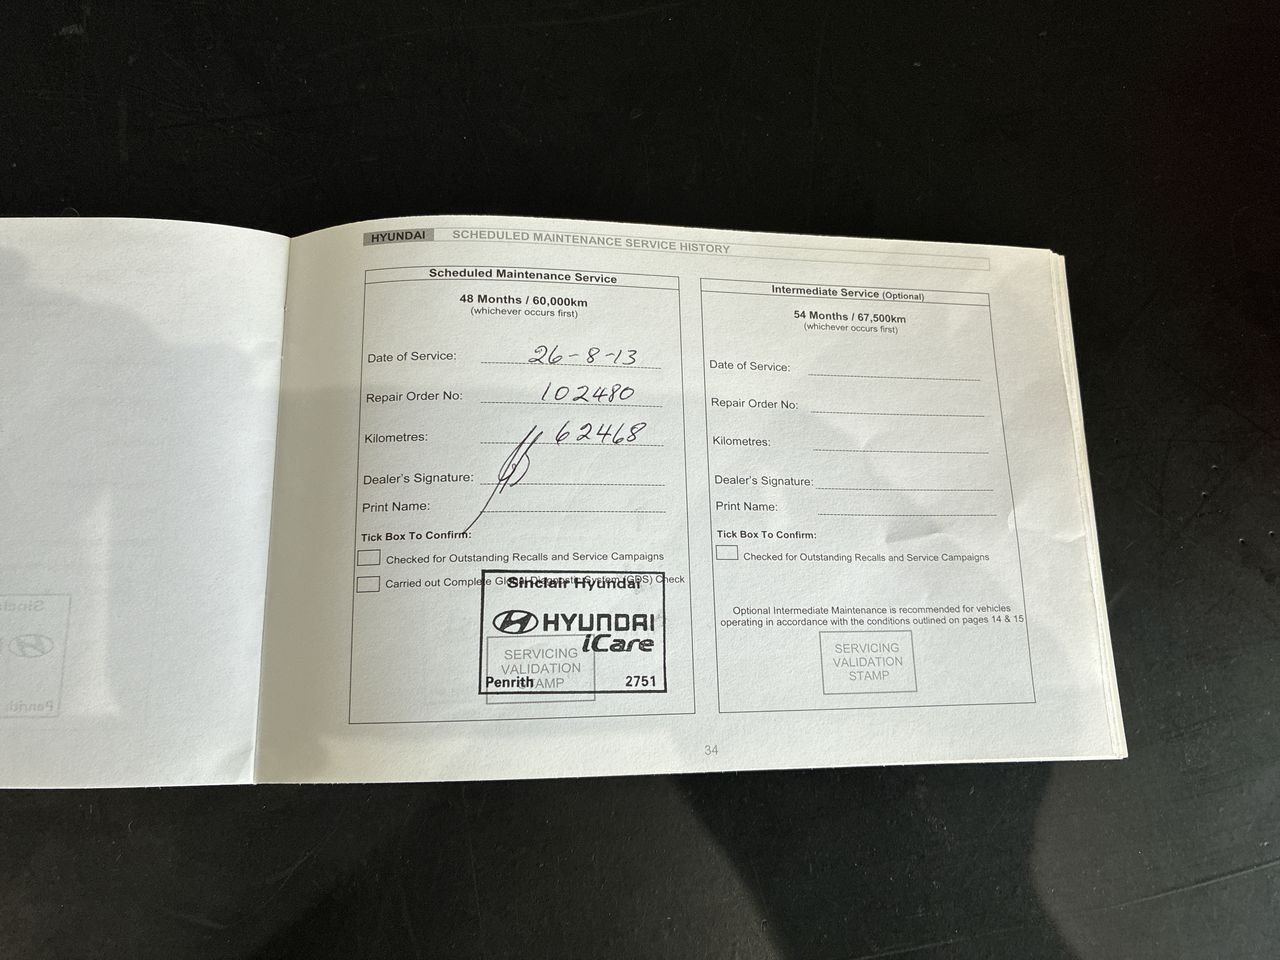 HYUNDAI SCHEDULED MAINTENANCE SERVICE HISTORY
Scheduled Maintenance Service
48 Months / 60,000km
(whichever occurs first)
Date of Service: 26-8-13
Repair Order No: 102480
Kilometres: 62468
Dealer's Signature:
Print Name:
Tick Box To Confirm:
Checked for Outstanding Recalls and Service Campaigns
Carried out Complete Global Diagnostic System (GDS) Check
Sinclair Hyundai
HYUNDAI
iCare
SERVICING
VALIDATION
STAMP
Penrith 2751
Intermediate Service (Optional)
54 Months / 67,500km
(whichever occurs first)
Date of Service:
Repair Order No:
Kilometres:
Dealer's Signature:
Print Name:
Tick Box To Confirm:
Checked for Outstanding Recalls and Service Campaigns
Optional Intermediate Maintenance is recommended for vehicles
operating in accordance with the conditions outlined on pages 14 & 15
SERVICING
VALIDATION
STAMP
34